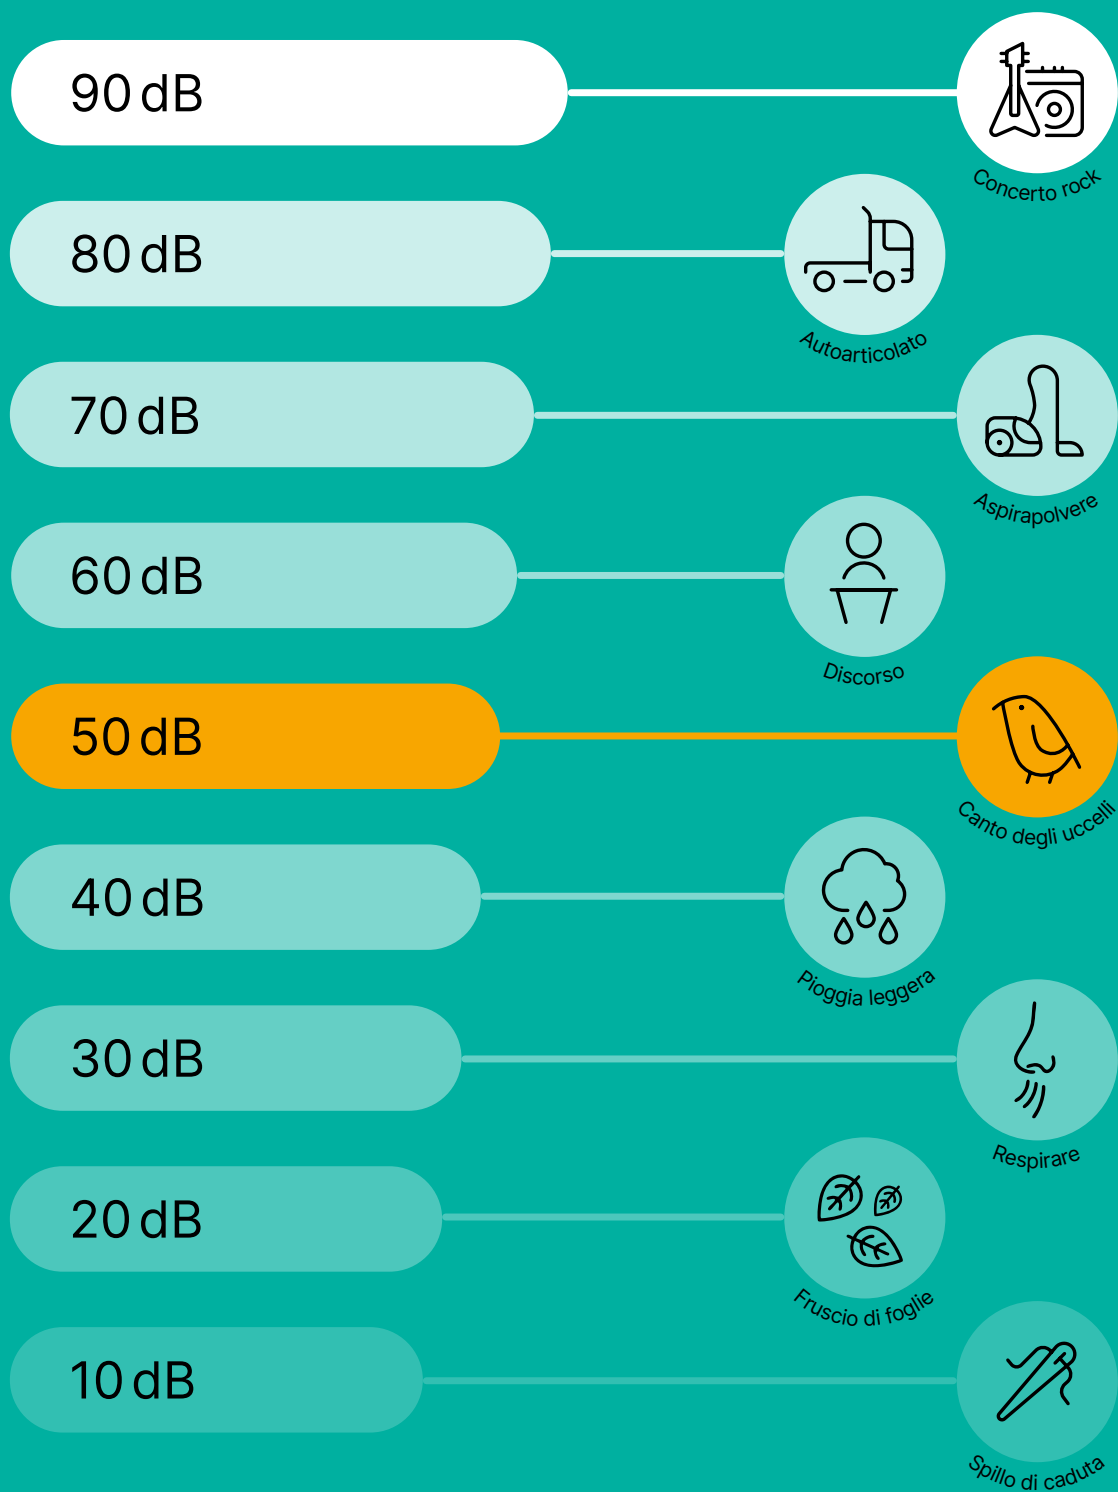 90 dB
Concerto rock
80 dB
Autoarticolato
70 dB
Aspirapolvere
60 dB
Discorso
50 dB
Canto degli uccelli
40 dB
Pioggia leggera
30 dB
Respirare
20 dB
Fruscio di foglie
10 dB
Spillo di caduta